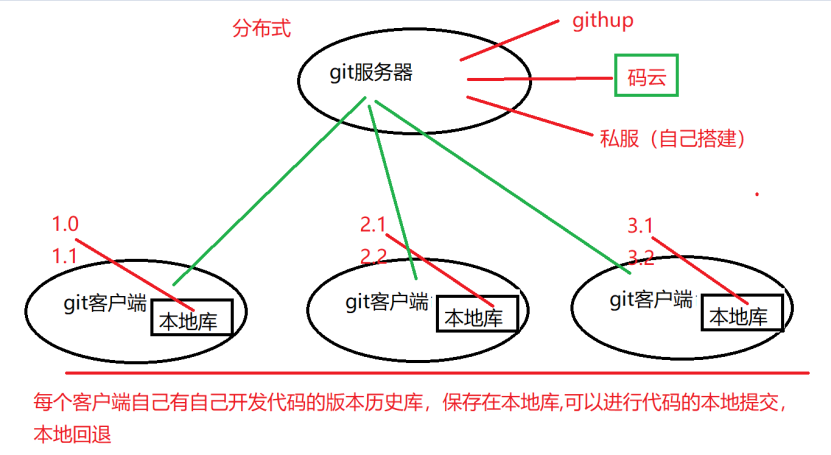 分布式
githup
git服务器
码云
私服（自己搭建）
1.0
1.1
2.1
2.2
3.1
3.2
git客户端
本地库
git客户端
本地库
git客户端
本地库
每个客户端自己有自己开发代码的版本历史库，保存在本地库,可以进行代码的本地提交，
本地回退